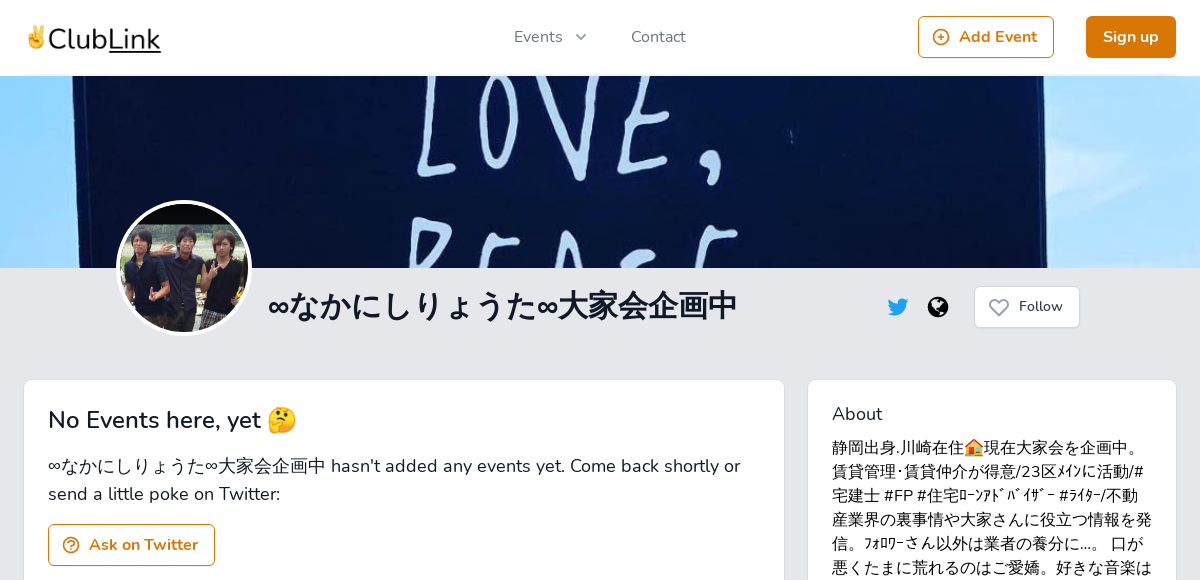 ClubLink
Events
Contact
Add Event
Sign up
LOVE,
PEACE
∞なかにしりょうた∞大家会企画中
Follow
No Events here, yet 🤔
∞なかにしりょうた∞大家会企画中 hasn't added any events yet. Come back shortly or
send a little poke on Twitter:
Ask on Twitter
About
静岡出身.川崎在住🏠現在大家会を企画中。
賃貸管理･賃貸仲介が得意/23区ﾒｲﾝに活動/#
宅建士 #FP #住宅ﾛｰﾝｱﾄﾞﾊﾞｲｻﾞｰ #ﾗｲﾀｰ/不動
産業界の裏事情や大家さんに役立つ情報を発
信。ﾌｫﾛﾜｰさん以外は業者の養分に…。 口が
悪くたまに荒れるのはご愛嬌。好きな音楽は